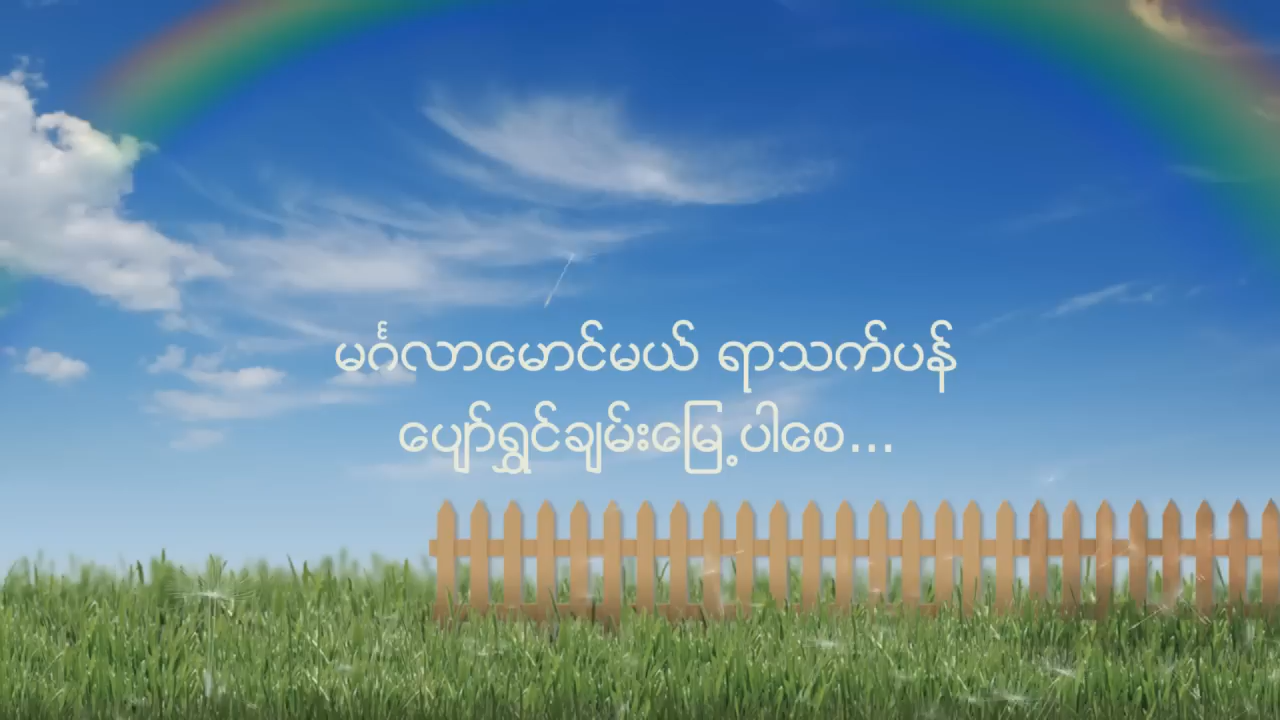 မင်္ဂလာမောင်မယ် ရာသက်ပန်
ပျော်ရွှင်ချမ်းမြေ့ပါစေ...